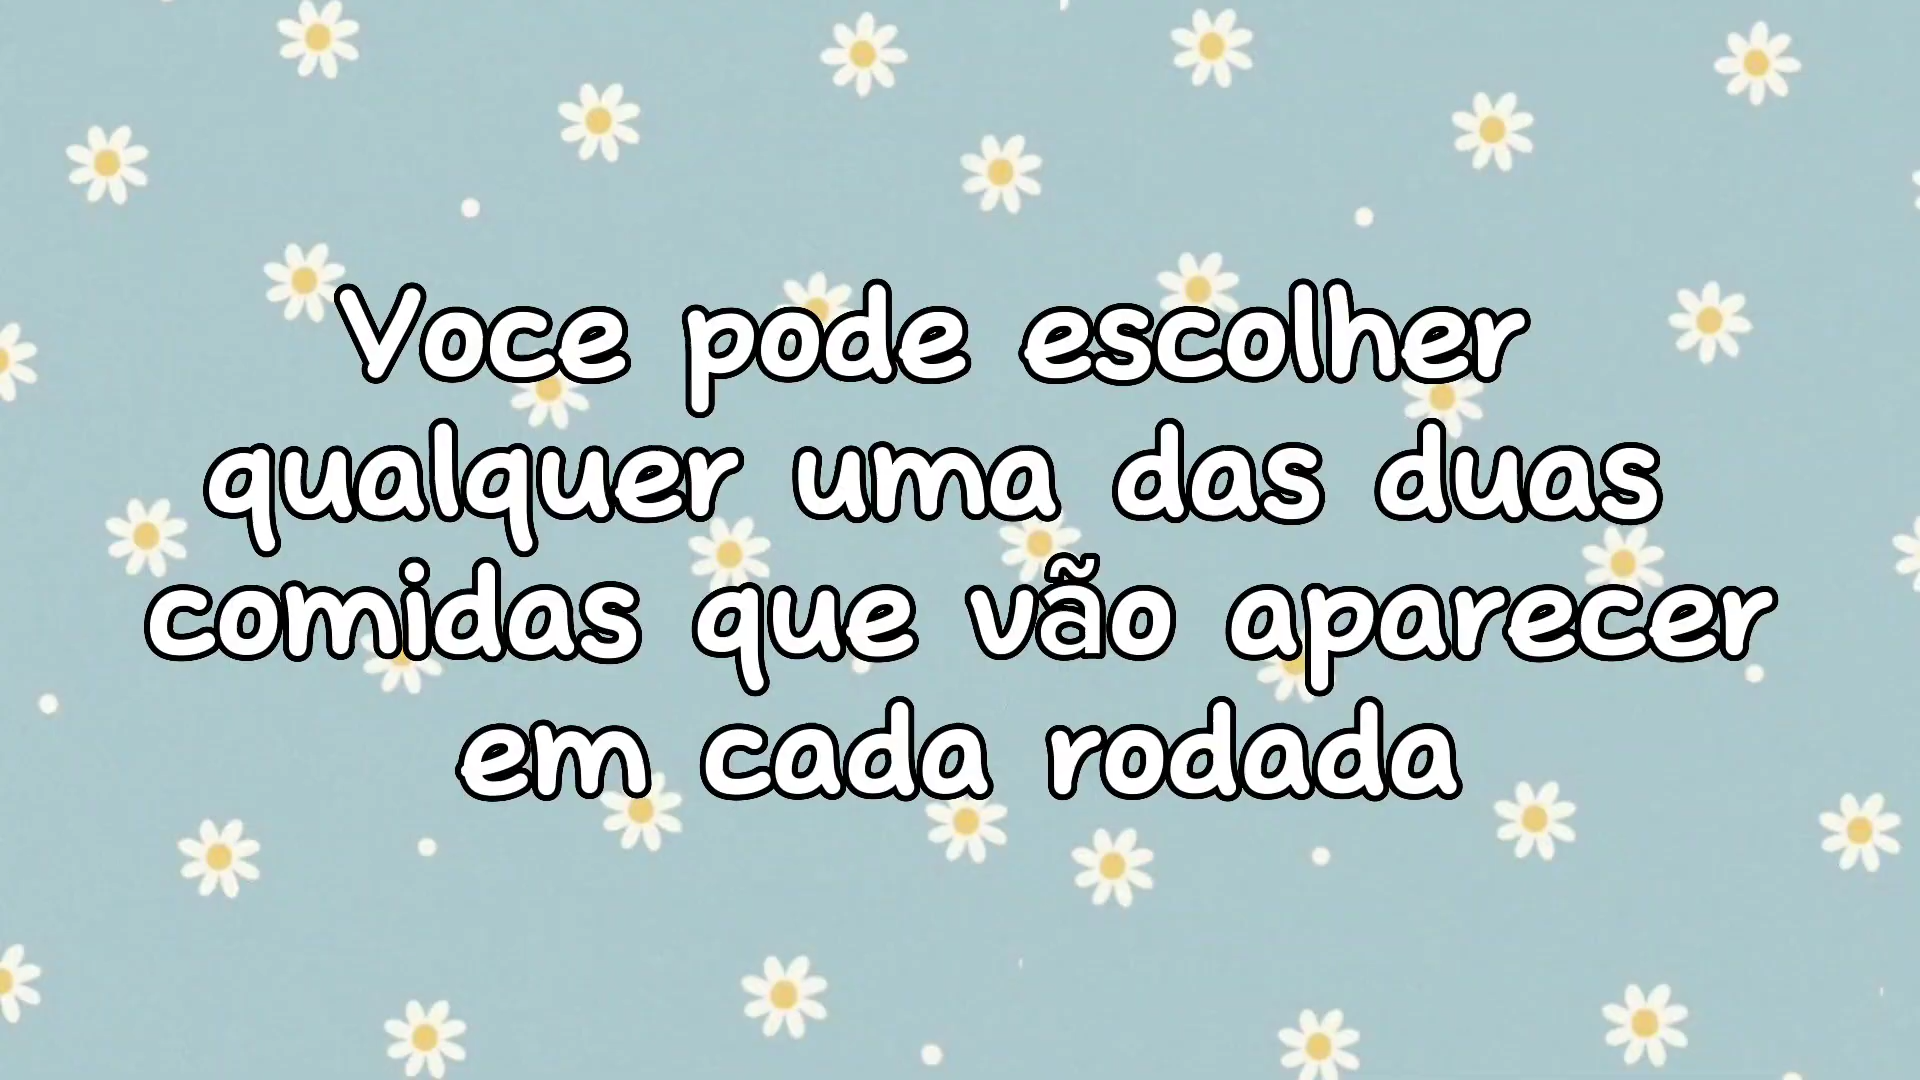 Voce pode escolher
qualquer uma das duas
comidas que vão aparecer
em cada rodada